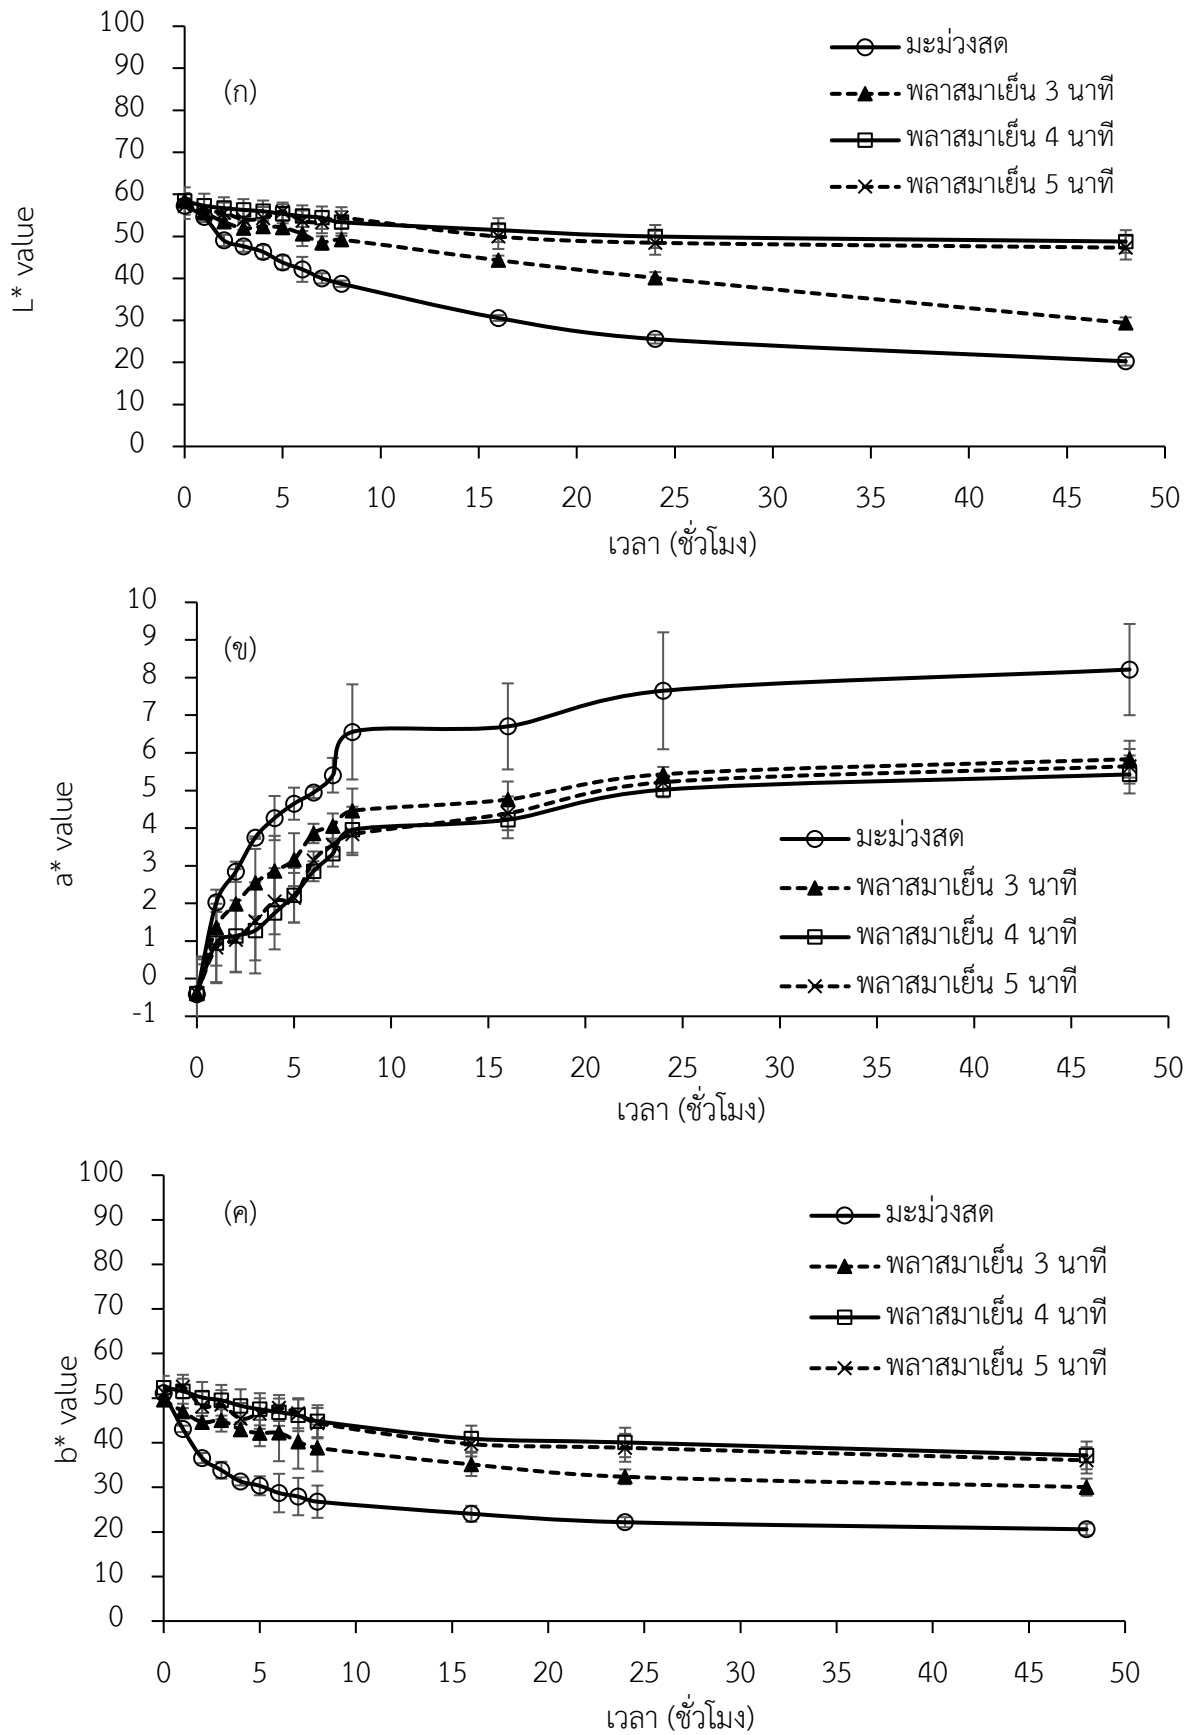 100
90
80
70
60
50
40
30
20
10
0
L* value
(ก)
มะม่วงสด
พลาสมาเย็น 3 นาที
พลาสมาเย็น 4 นาที
พลาสมาเย็น 5 นาที
0 5 10 15 20 25 30 35 40 45 50
เวลา (ชั่วโมง)
10
9
8
7
6
5
4
3
2
1
0
-1
a* value
(ข)
มะม่วงสด
พลาสมาเย็น 3 นาที
พลาสมาเย็น 4 นาที
พลาสมาเย็น 5 นาที
0 5 10 15 20 25 30 35 40 45 50
เวลา (ชั่วโมง)
100
90
80
70
60
50
40
30
20
10
0
b* value
(ค)
มะม่วงสด
พลาสมาเย็น 3 นาที
พลาสมาเย็น 4 นาที
พลาสมาเย็น 5 นาที
0 5 10 15 20 25 30 35 40 45 50
เวลา (ชั่วโมง)